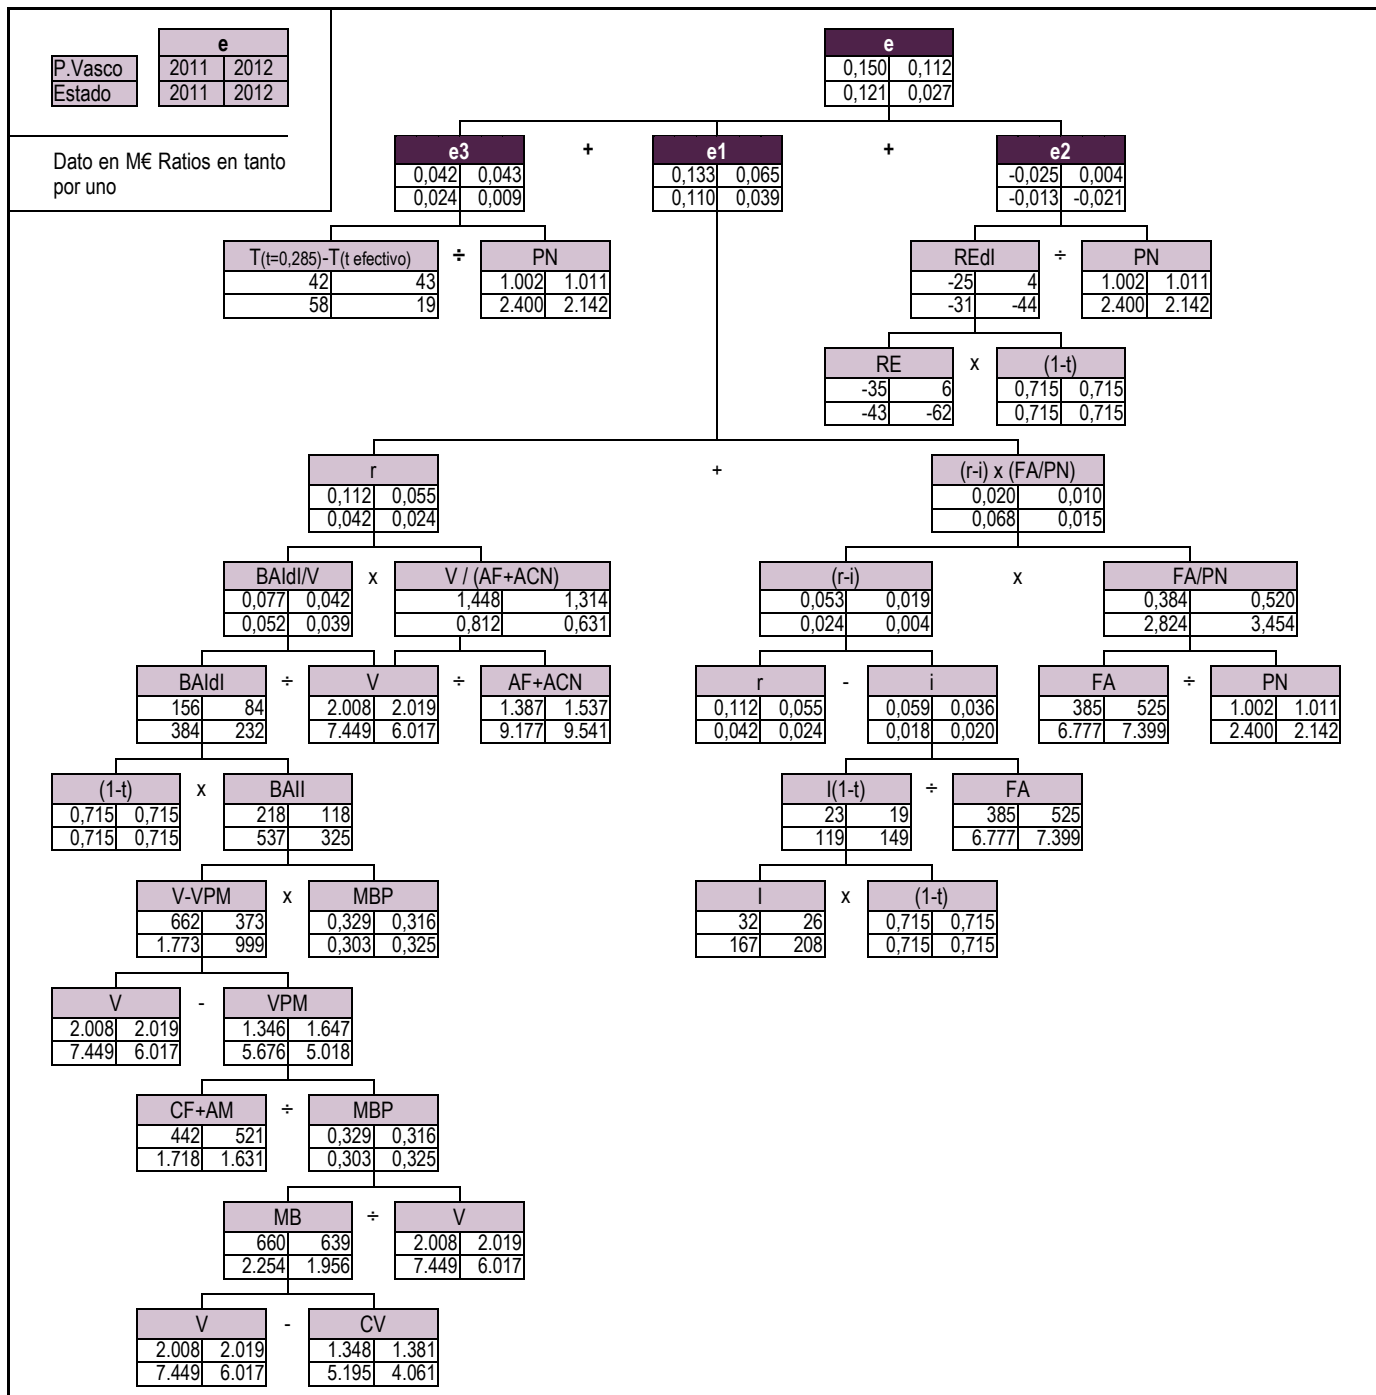 e
P.Vasco 2011 2012
Estado 2011 2012
Dato en M€ Ratios en tanto
por uno
e
0,150 0,112
0,121 0,027
e3 + e1 + e2
0,042 0,043 0,133 0,065 -0,025 0,004
0,024 0,009 0,110 0,039 -0,013 -0,021
T(t=0,285)-T(t efectivo) ÷ PN REdI ÷ PN
42 43 1.002 1.011 -25 4 1.002 1.011
58 19 2.400 2.142 -31 -44 2.400 2.142
RE x (1-t)
-35 6 0,715 0,715
-43 -62 0,715 0,715
r + (r-i) x (FA/PN)
0,112 0,055 0,020 0,010
0,042 0,024 0,068 0,015
BAIdI/V x V / (AF+ACN) (r-i) x FA/PN
0,077 0,042 1,448 1,314 0,053 0,019 0,384 0,520
0,052 0,039 0,812 0,631 0,024 0,004 2,824 3,454
BAIdI ÷ V ÷ AF+ACN r - i FA ÷ PN
156 84 2.008 2.019 1.387 1.537 0,112 0,055 0,059 0,036 385 525 1.002 1.011
384 232 7.449 6.017 9.177 9.541 0,042 0,024 0,018 0,020 6.777 7.399 2.400 2.142
(1-t) x BAII I(1-t) ÷ FA
0,715 0,715 218 118 23 19 385 525
0,715 0,715 537 325 119 149 6.777 7.399
V-VPM x MBP I x (1-t)
662 373 0,329 0,316 32 26 0,715 0,715
1.773 999 0,303 0,325 167 208 0,715 0,715
V - VPM
2.008 2.019 1.346 1.647
7.449 6.017 5.676 5.018
CF+AM ÷ MBP
442 521 0,329 0,316
1.718 1.631 0,303 0,325
MB ÷ V
660 639 2.008 2.019
2.254 1.956 7.449 6.017
V - CV
2.008 2.019 1.348 1.381
7.449 6.017 5.195 4.061